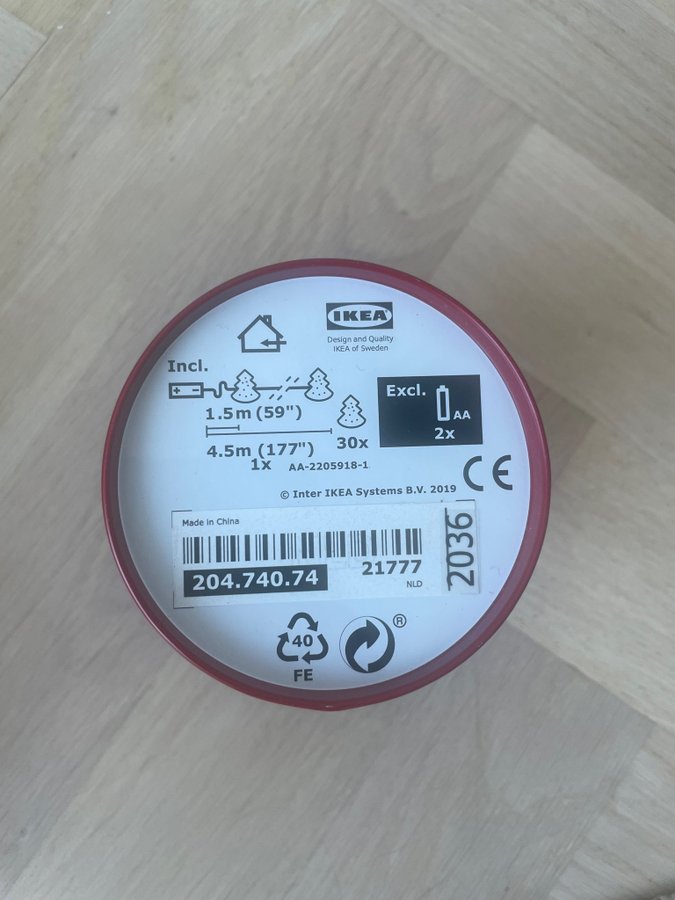 IKEA®
Design and Quality
IKEA of Sweden
Incl.
1.5m (59")
4.5m (177")
1x
30x
AA-2205918-1
Excl.
AA
2x
CE
© Inter IKEA Systems B.V. 2019
Made in China
204.740.74
21777
NLD
2036
40
FE
®